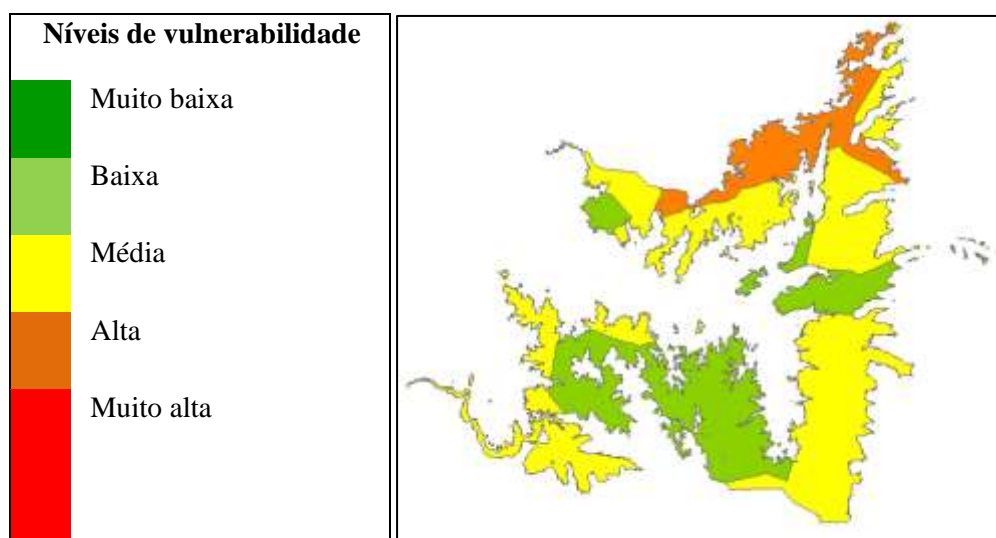 Níveis de vulnerabilidade
Muito baixa
Baixa
Média
Alta
Muito alta